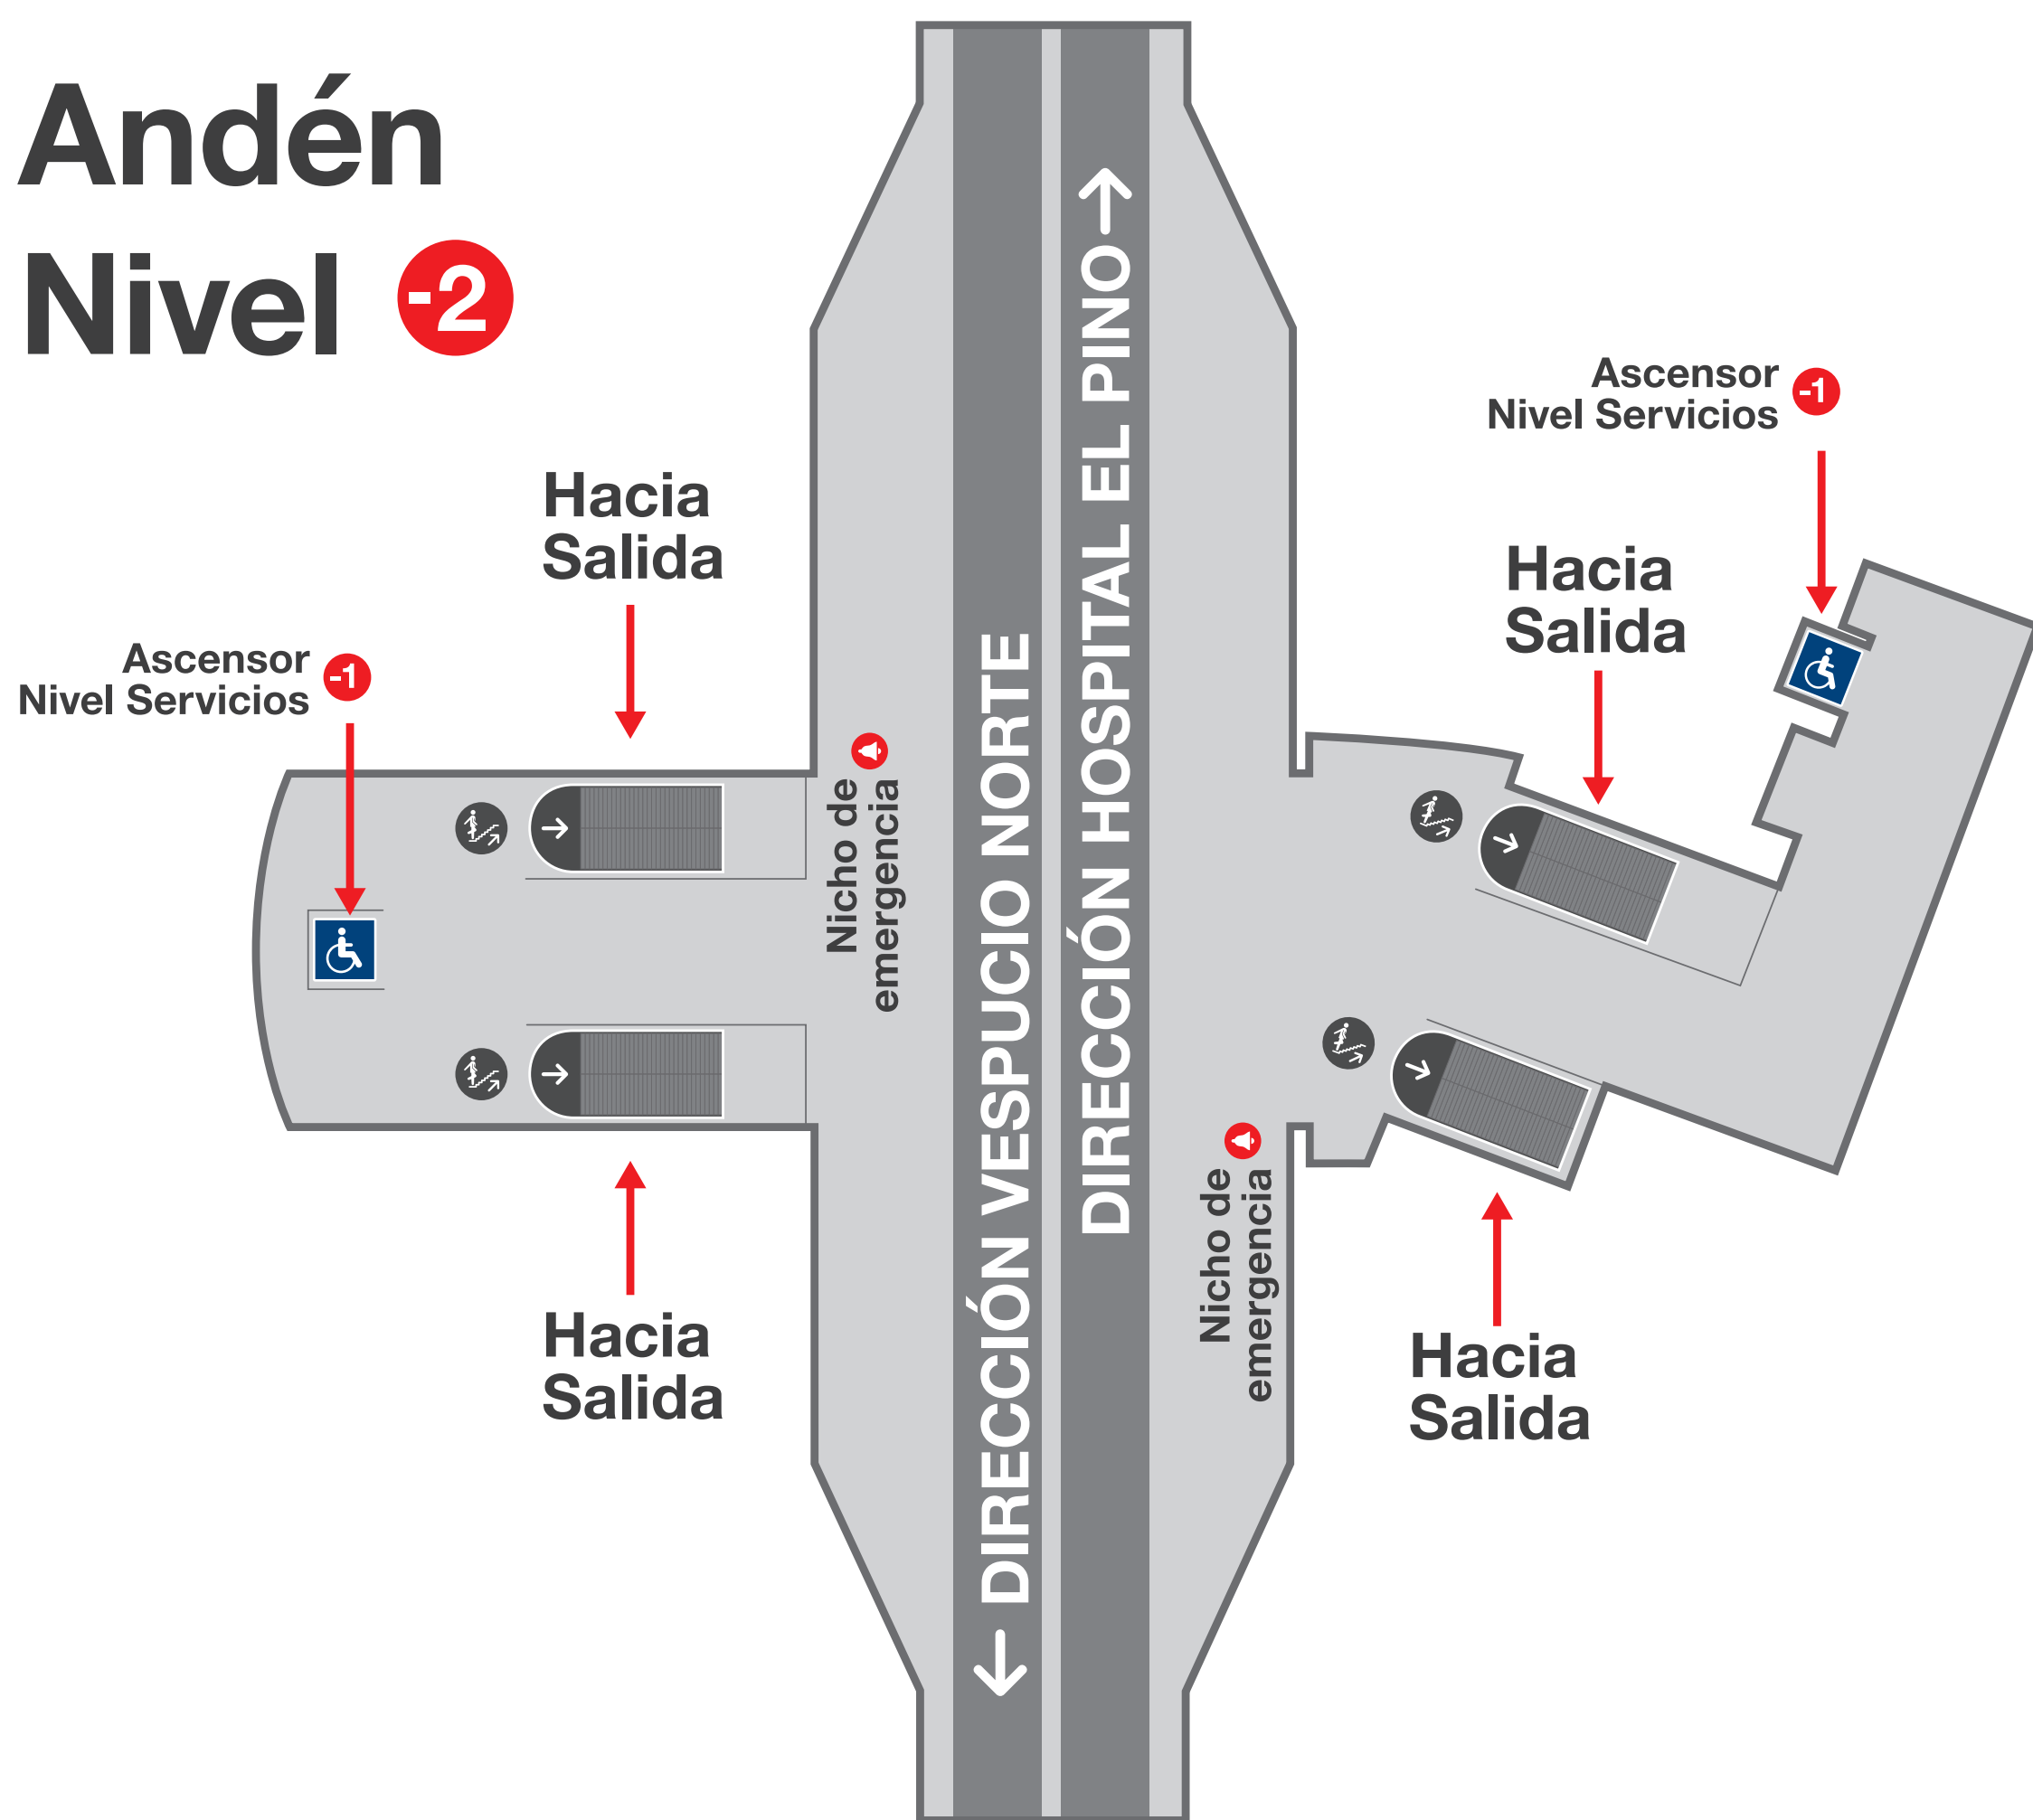 Andén
Nivel -2
Ascensor
Nivel Servicios -1
Hacia
Salida
Hacia
Salida
Ascensor
Nivel Servicios -1
Nicho de
emergencia
DIRECCIÓN VESPUCIO NORTE
DIRECCIÓN HOSPITAL EL PINO
Nicho de
emergencia
Hacia
Salida
Hacia
Salida